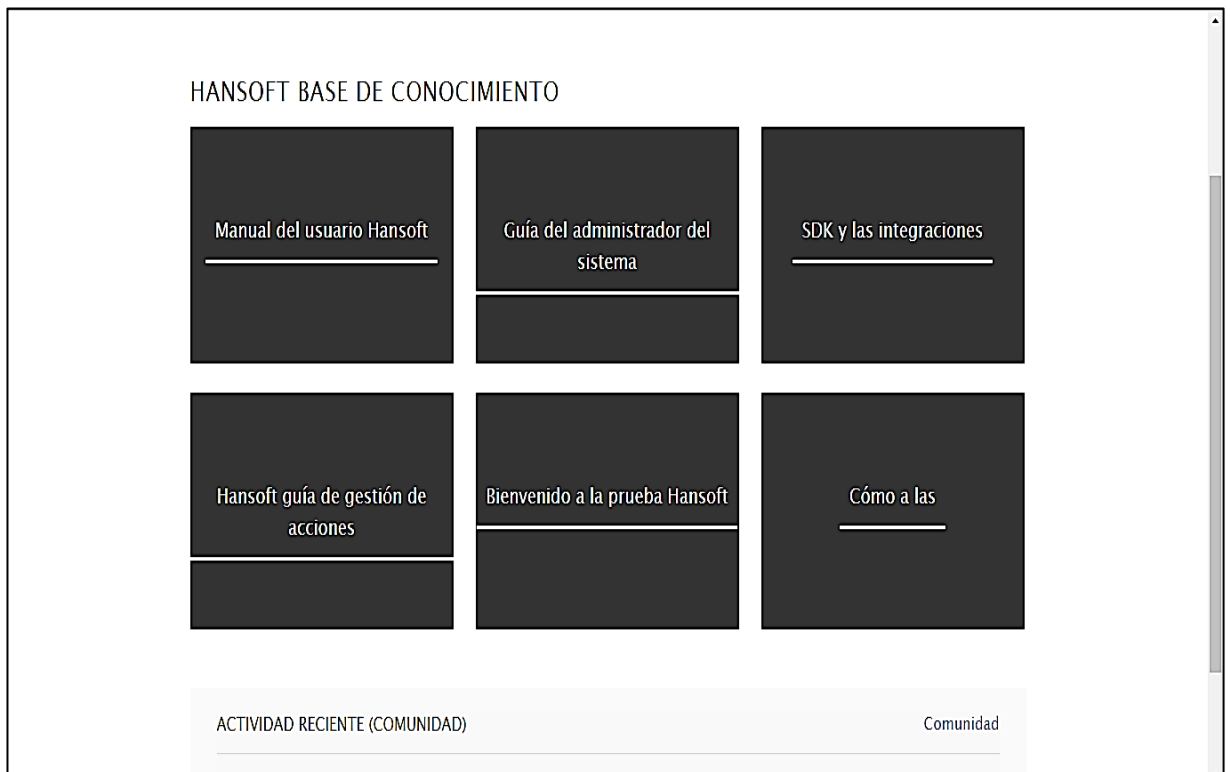 HANSOFT BASE DE CONOCIMIENTO
Manual del usuario Hansoft
Guía del administrador del
sistema
SDK y las integraciones
Hansoft guía de gestión de
acciones
Bienvenido a la prueba Hansoft
Cómo a las
ACTIVIDAD RECIENTE (COMUNIDAD)
Comunidad